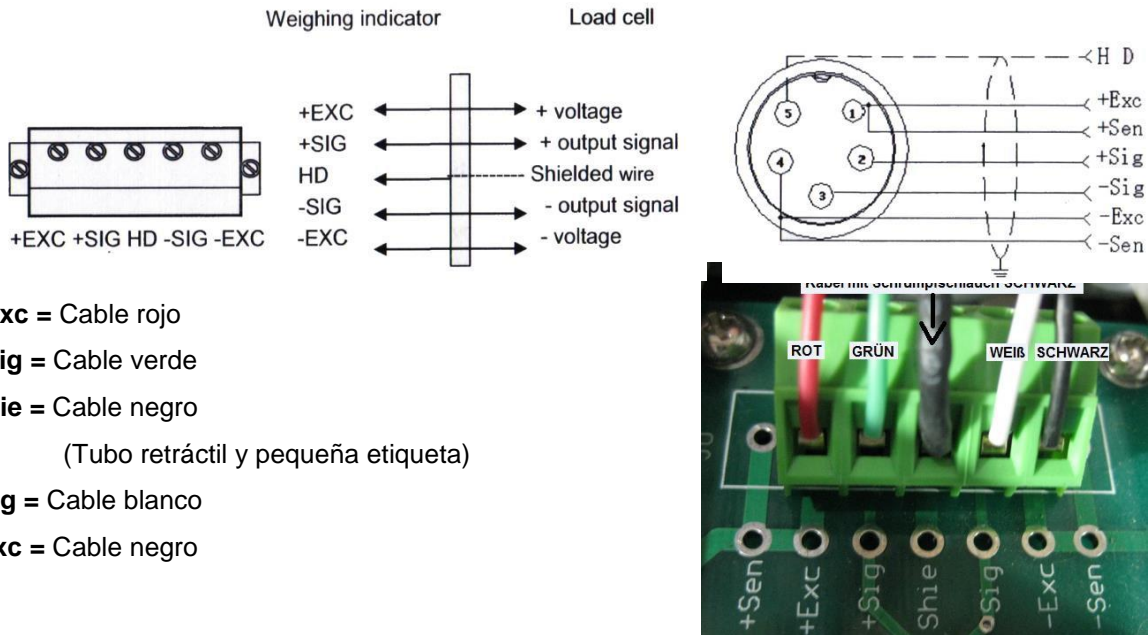 Weighing indicator Load cell
+EXC + voltage
+SIG + output signal
HD Shielded wire
-SIG - output signal
-EXC - voltage
+EXC +SIG HD -SIG -EXC
H D
+Exc
+Sen
+Sig
-Sig
-Exc
-Sen
5 1
4 2
3
xc = Cable rojo
ig = Cable verde
ie = Cable negro
(Tubo retráctil y pequeña etiqueta)
g = Cable blanco
xc = Cable negro
Kabel mit Schrumpfschlauch SCHWARZ
ROT GRÜN WEIß SCHWARZ
+Sen +Exc +Sig Shie -Sig -Exc -Sen